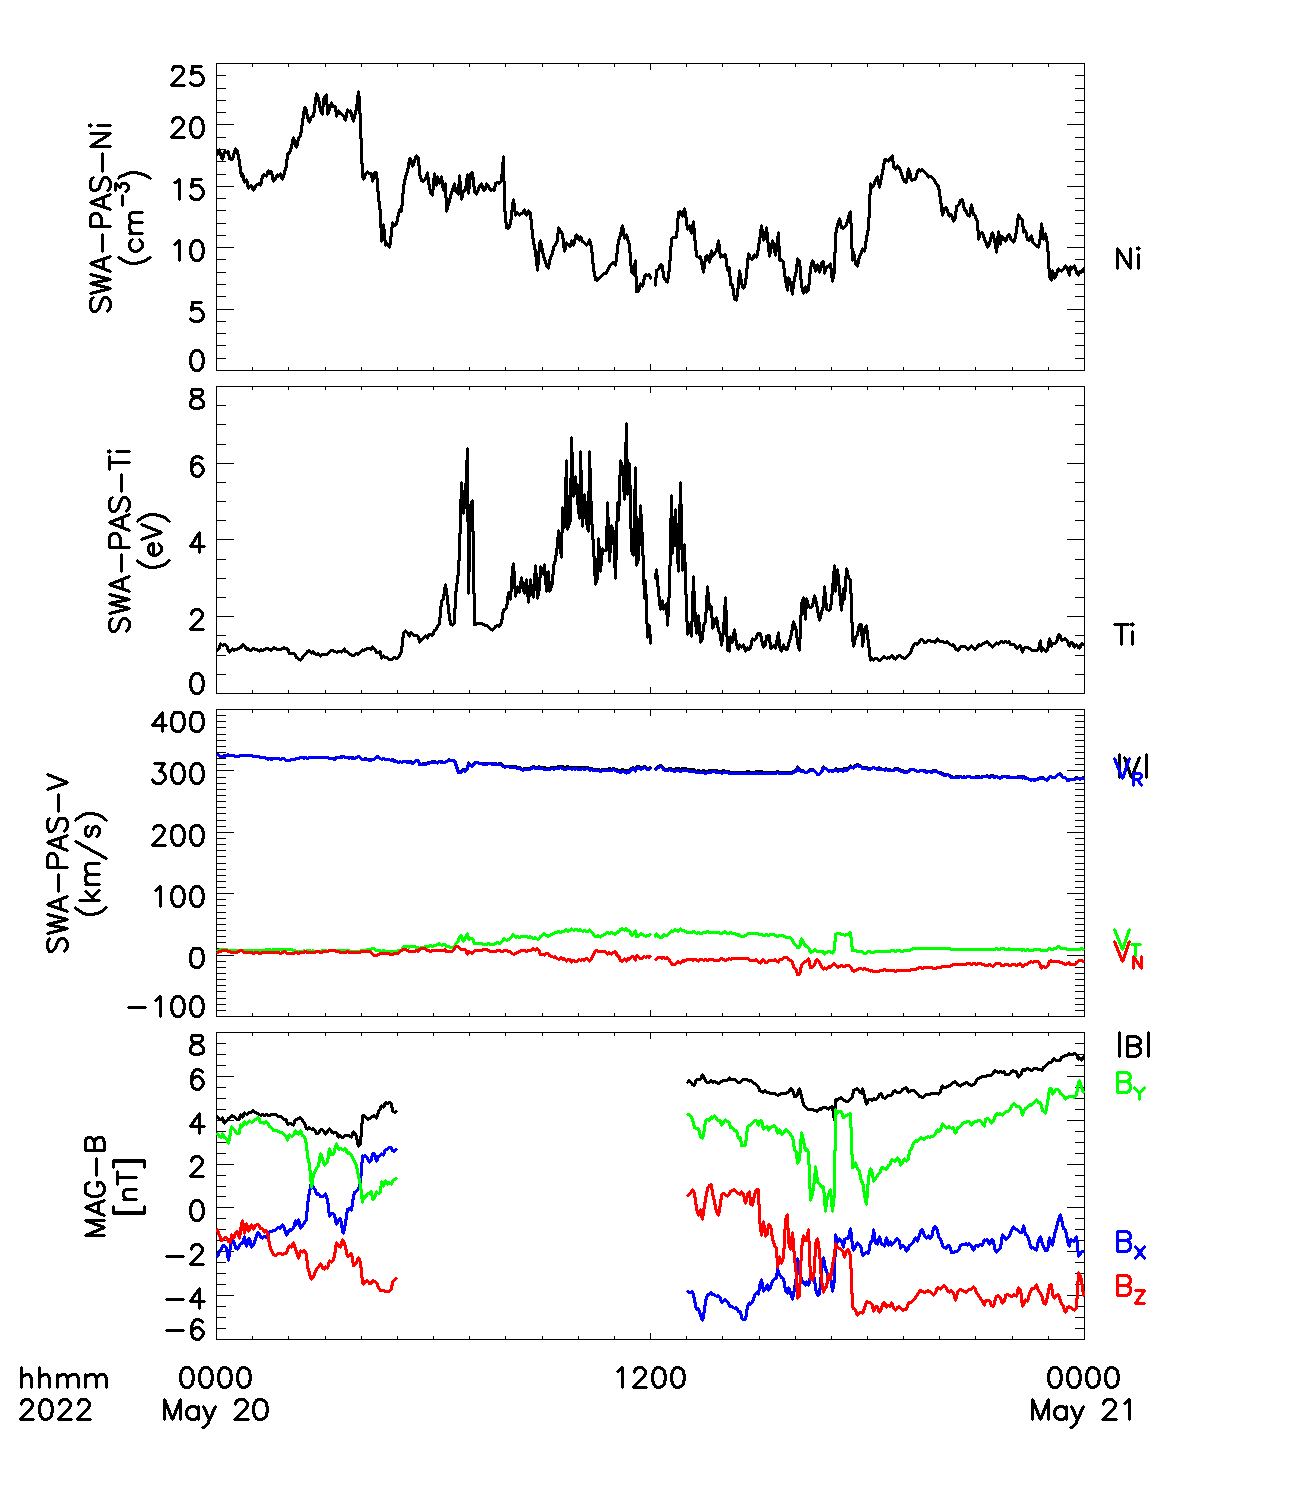 SWA-PAS-Ni
(cm⁻³)
25
20
15
10
5
0
Ni
SWA-PAS-Ti
(eV)
8
6
4
2
0
Ti
SWA-PAS-V
(km/s)
400
300
200
100
0
-100
|V|
V_R
V_T
V_N
MAG-B
[nT]
8
6
4
2
0
-2
-4
-6
|B|
B_Y
B_X
B_Z
hhmm 0000 1200 0000
2022 May 20 May 21